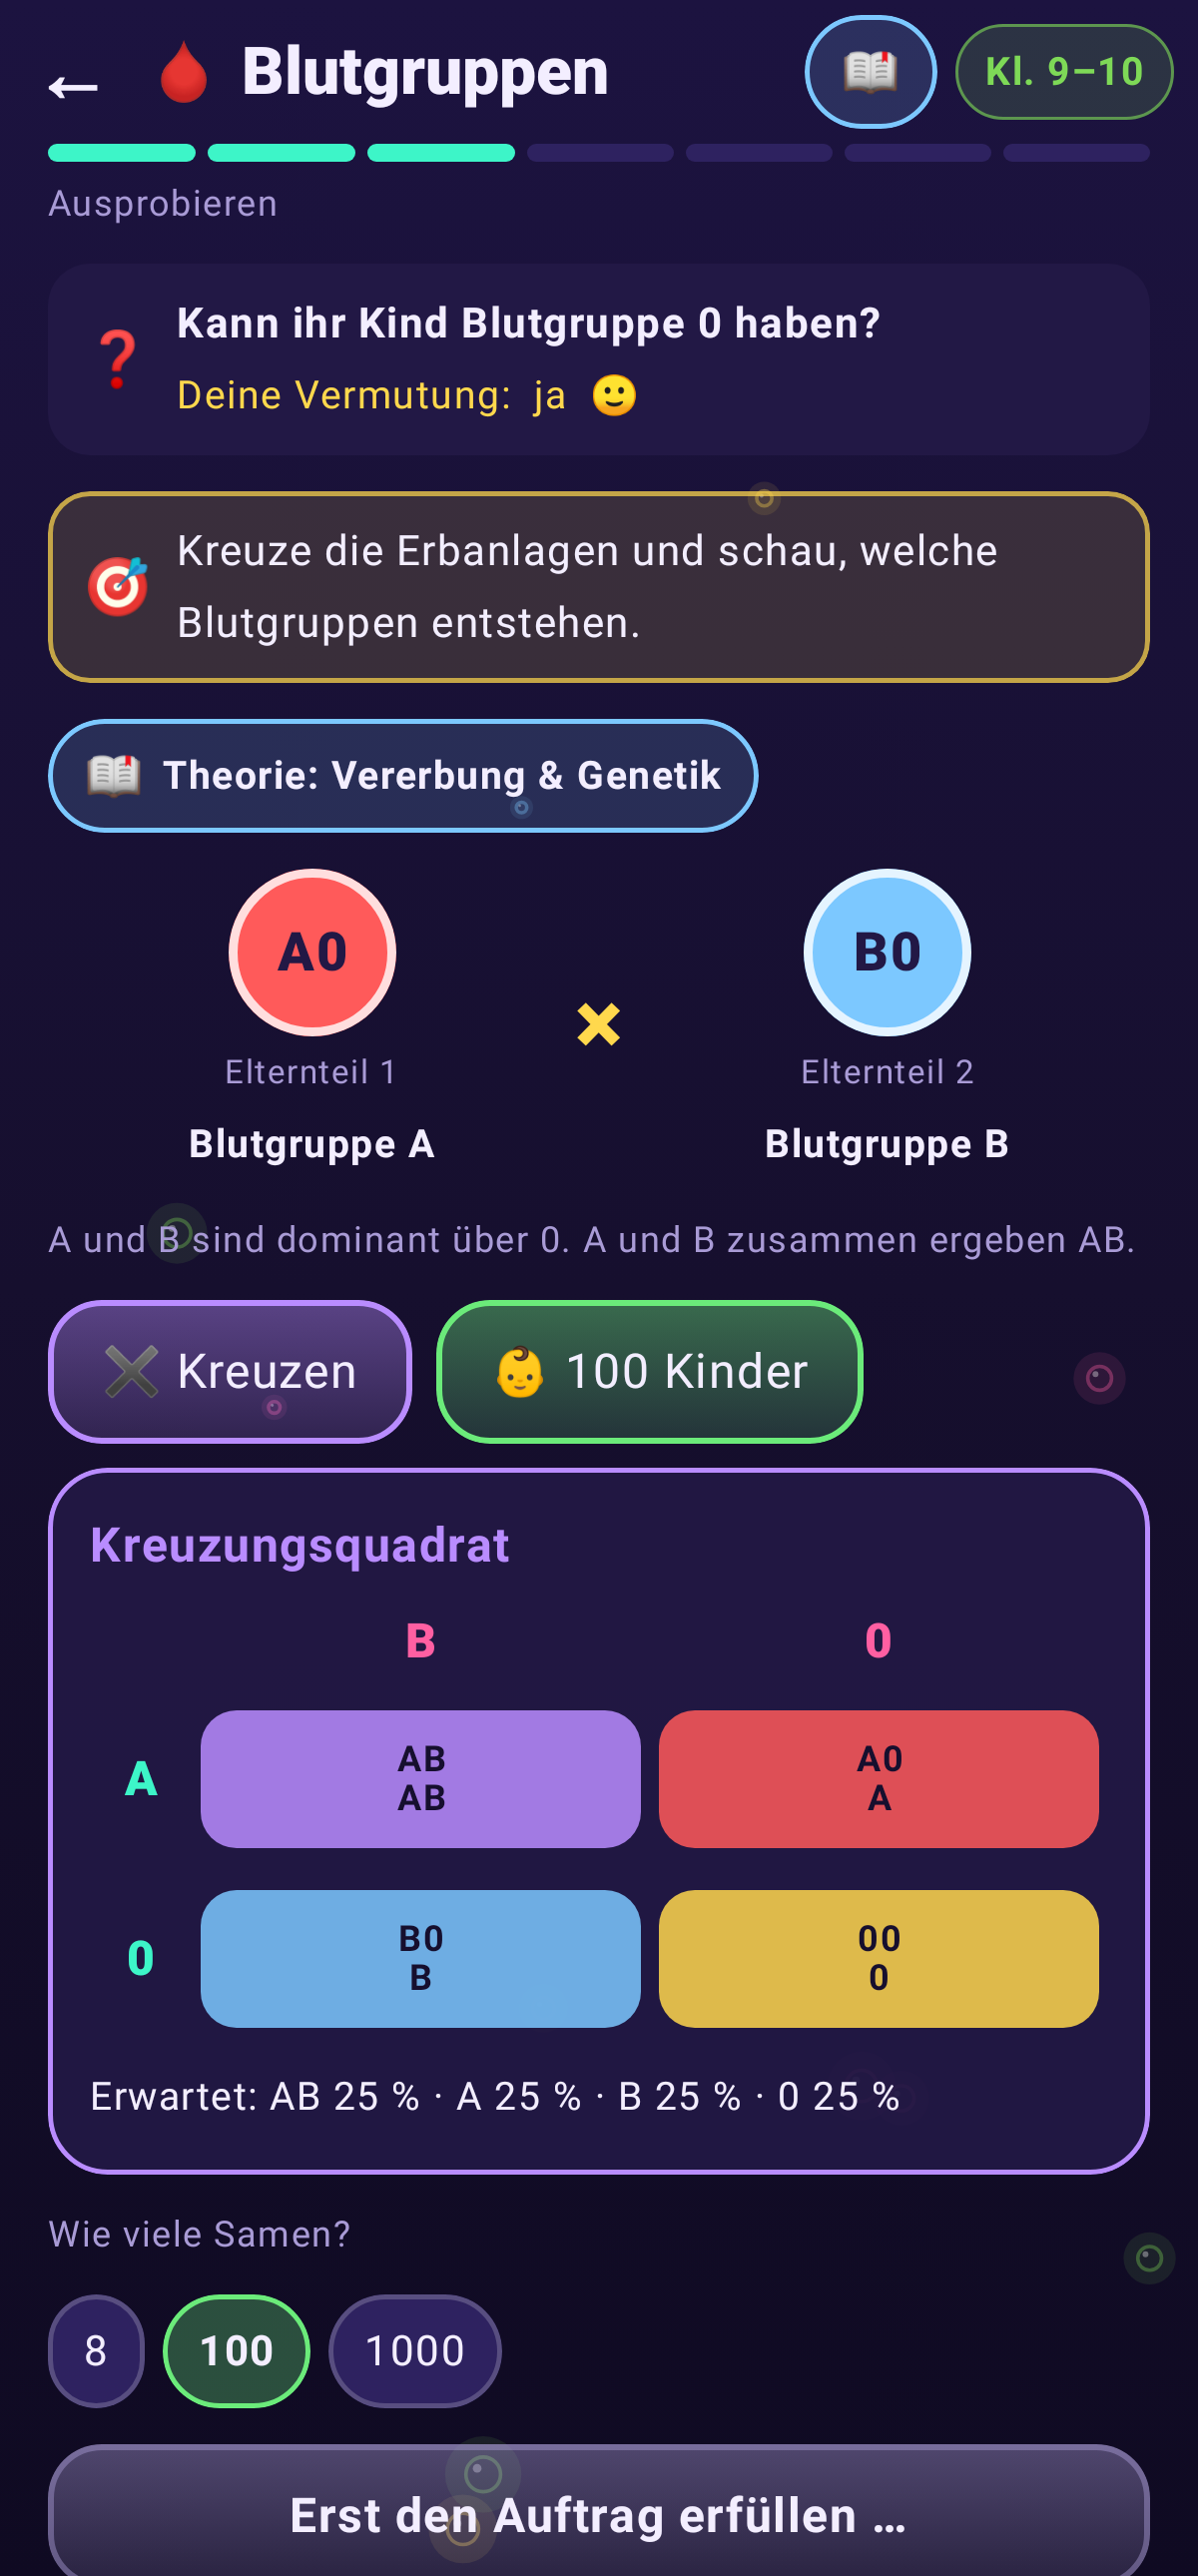 ← Blutgruppen Kl. 9–10
Ausprobieren
Kann ihr Kind Blutgruppe 0 haben?
Deine Vermutung: ja
Kreuze die Erbanlagen und schau, welche
Blutgruppen entstehen.
Theorie: Vererbung & Genetik
A0 B0
Elternteil 1 Elternteil 2
Blutgruppe A Blutgruppe B
A und B sind dominant über 0. A und B zusammen ergeben AB.
Kreuzen 100 Kinder
Kreuzungsquadrat
B 0
A
AB
AB
A0
A
0
B0
B
00
0
Erwartet: AB 25 % · A 25 % · B 25 % · 0 25 %
Wie viele Samen?
8 100 1000
Erst den Auftrag erfüllen …